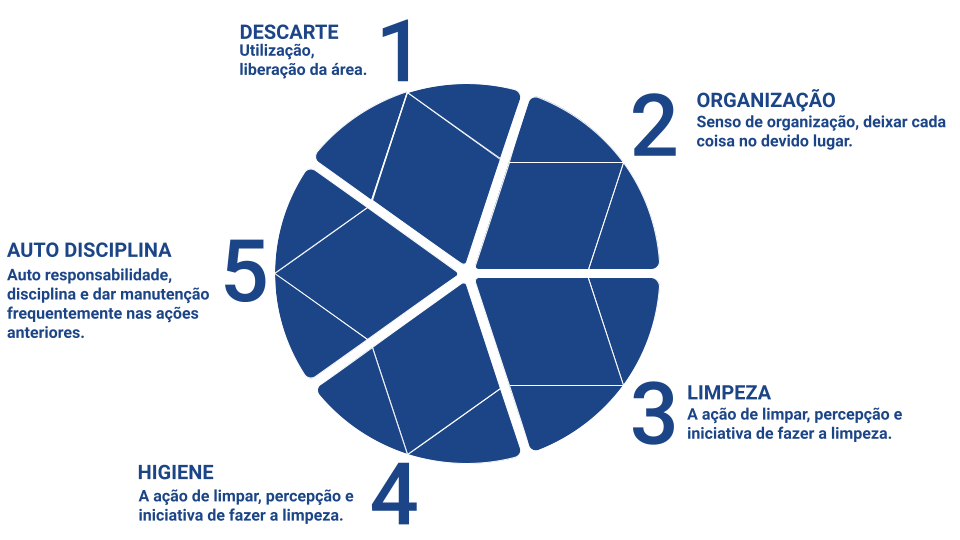 1
DESCARTE
Utilização,
liberação da área.
2
ORGANIZAÇÃO
Senso de organização, deixar cada
coisa no devido lugar.
3
LIMPEZA
A ação de limpar, percepção e
iniciativa de fazer a limpeza.
4
HIGIENE
A ação de limpar, percepção e
iniciativa de fazer a limpeza.
5
AUTO DISCIPLINA
Auto responsabilidade,
disciplina e dar manutenção
frequentemente nas ações
anteriores.